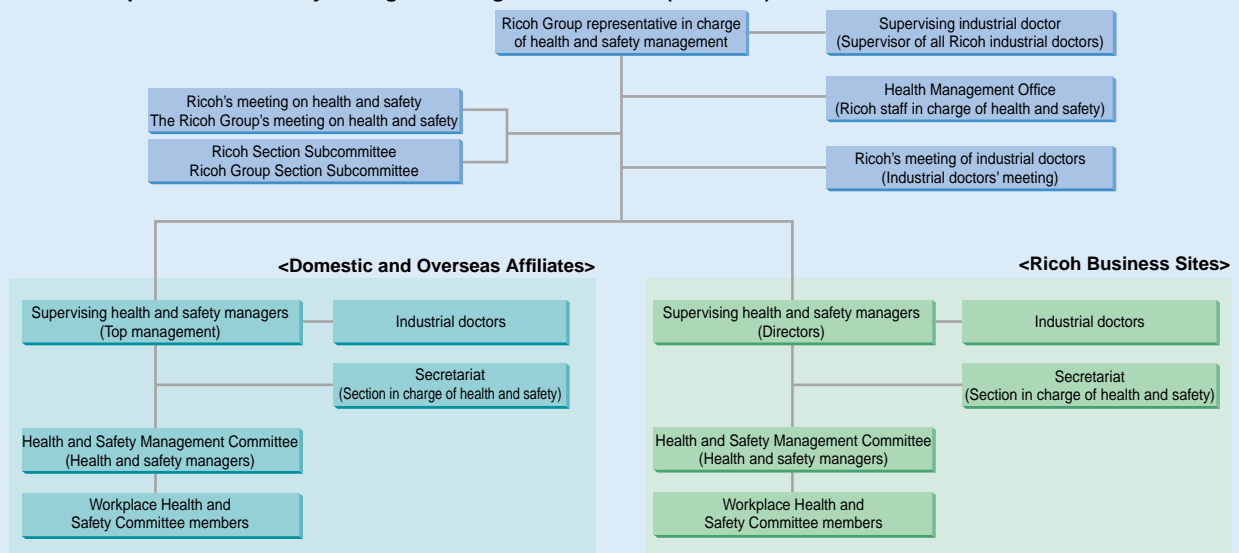 Ricoh Group representative in charge
of health and safety management
Supervising industrial doctor
(Supervisor of all Ricoh industrial doctors)
Health Management Office
(Ricoh staff in charge of health and safety)
Ricoh's meeting on health and safety
The Ricoh Group's meeting on health and safety
Ricoh Section Subcommittee
Ricoh Group Section Subcommittee
Ricoh's meeting of industrial doctors
(Industrial doctors' meeting)
<Domestic and Overseas Affiliates>
Supervising health and safety managers
(Top management)
Industrial doctors
Secretariat
(Section in charge of health and safety)
Health and Safety Management Committee
(Health and safety managers)
Workplace Health and
Safety Committee members
<Ricoh Business Sites>
Supervising health and safety managers
(Directors)
Industrial doctors
Secretariat
(Section in charge of health and safety)
Health and Safety Management Committee
(Health and safety managers)
Workplace Health and
Safety Committee members